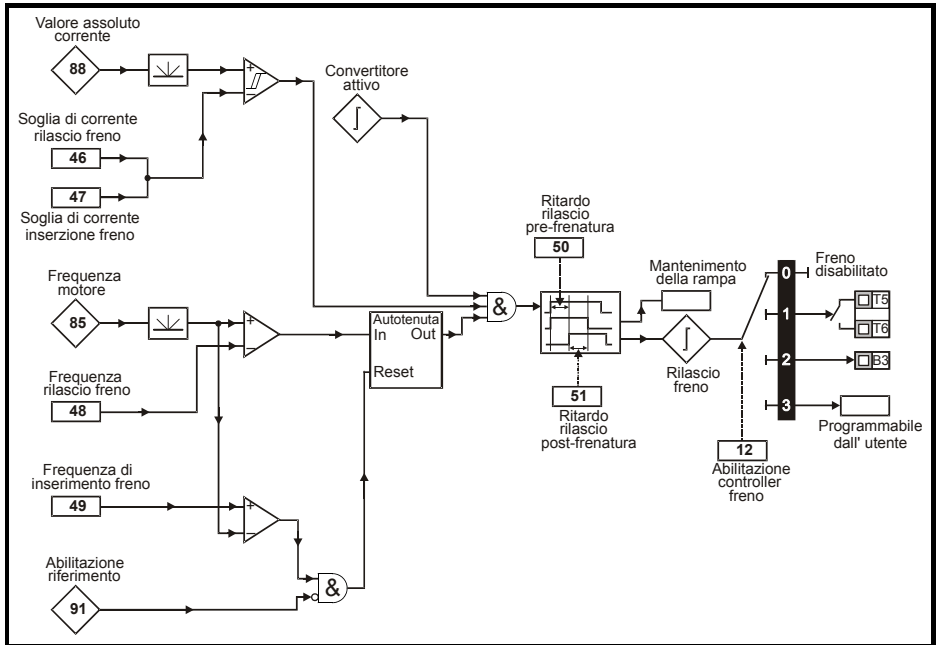 Valore assoluto
corrente
88
+
−
Convertitore
attivo
Soglia di corrente
rilascio freno
46
47
Soglia di corrente
inserzione freno
Ritardo
rilascio
pre-frenatura
50
Mantenimento
della rampa
Freno
disabilitato
0
1
2
3
T5
T6
B3
Programmabile
dall' utente
Frequenza
motore
85
+
−
Autotenuta
In Out
Reset
&
Rilascio
freno
51
Ritardo
rilascio
post-frenatura
12
Abilitazione
controller
freno
Frequenza
rilascio freno
48
Frequenza di
inserimento freno
49
+
−
&
Abilitazione
riferimento
91